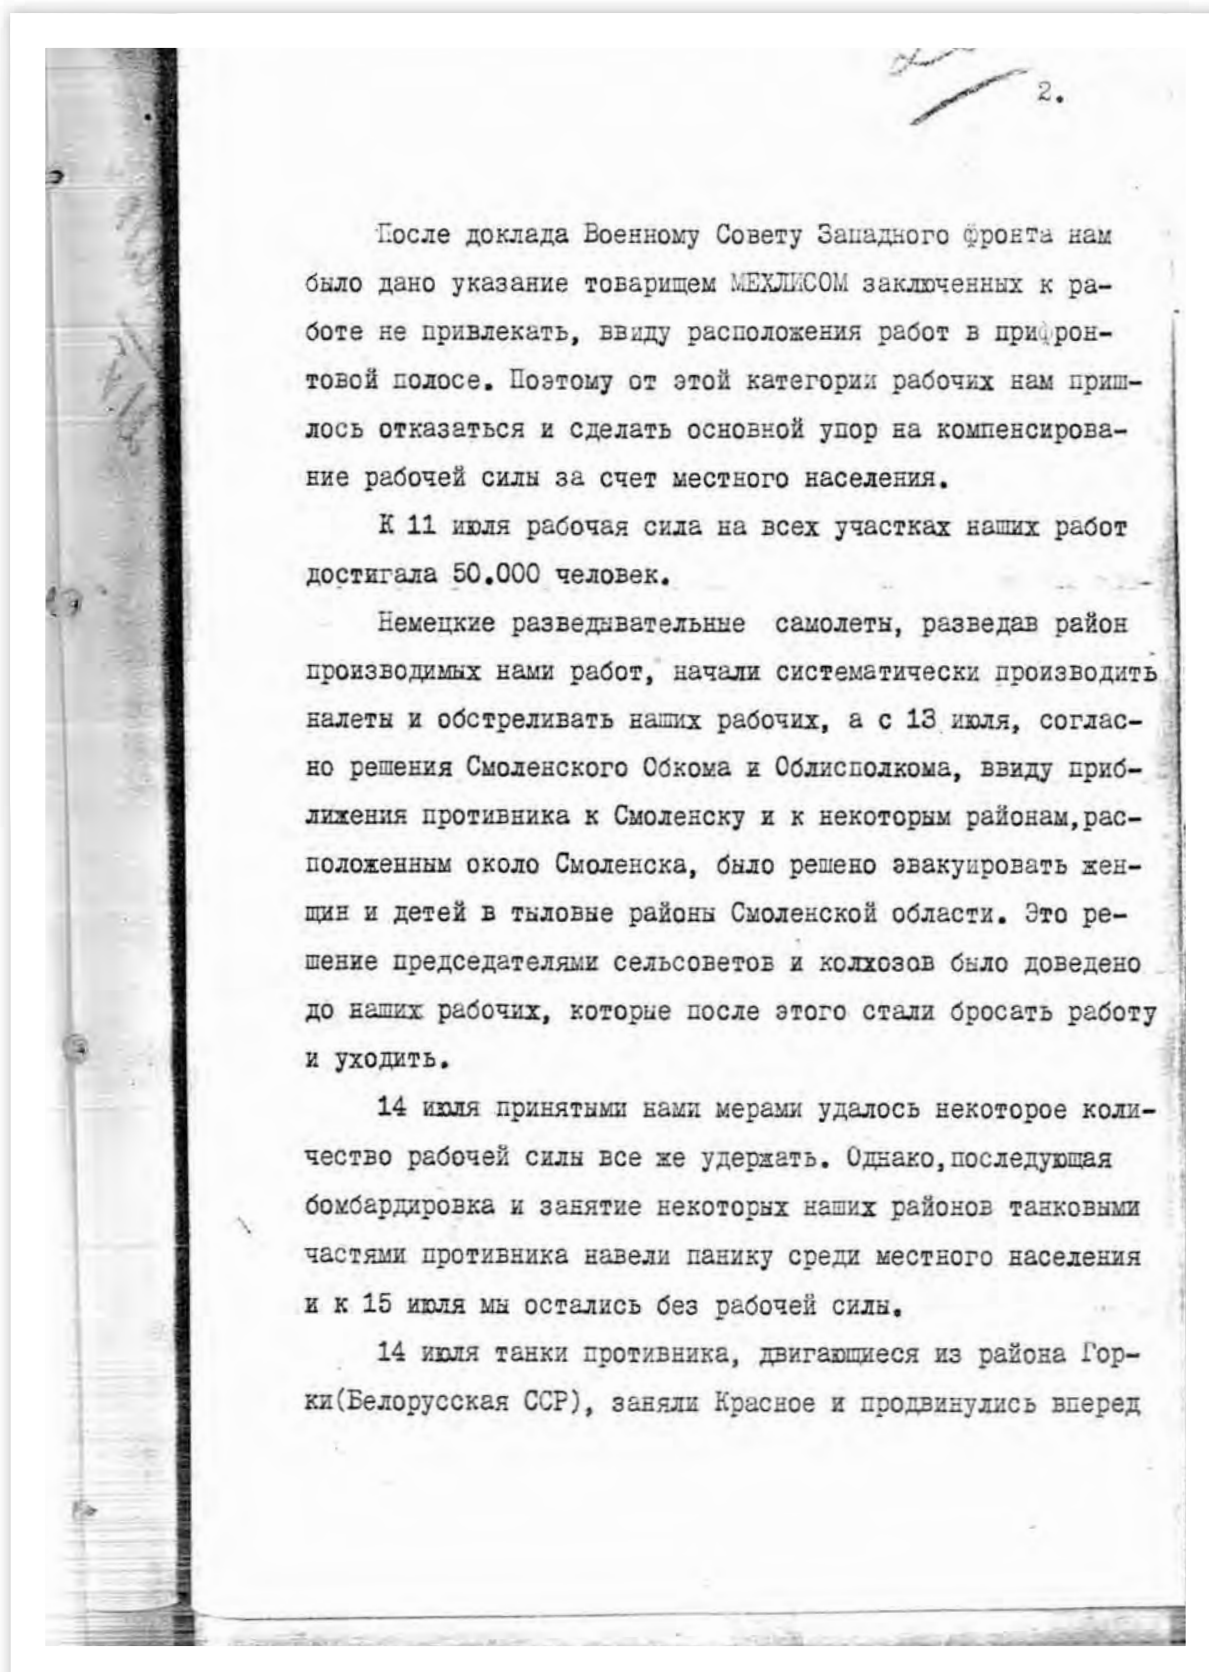 2.
После доклада Военному Совету Западного фронта нам
было дано указание товарищем МЕХЛИСОМ заключенных к ра-
боте не привлекать, ввиду расположения работ в прифрон-
товой полосе. Поэтому от этой категории рабочих нам приш-
лось отказаться и сделать основной упор на компенсирова-
ние рабочей силы за счет местного населения.
К 11 июля рабочая сила на всех участках наших работ
достигала 50.000 человек.
Немецкие разведывательные самолеты, разведав район
производимых нами работ, начали систематически производить
налеты и обстреливать наших рабочих, а с 13 июля, соглас-
но решения Смоленского Обкома и Облисполкома, ввиду приб-
лижения противника к Смоленску и к некоторым районам,рас-
положенным около Смоленска, было решено эвакуировать жен-
щин и детей в тыловые районы Смоленской области. Это ре-
шение председателями сельсоветов и колхозов было доведено
до наших рабочих, которые после этого стали бросать работу
и уходить.
14 июля принятыми нами мерами удалось некоторое коли-
чество рабочей силы все же удержать. Однако,последующая
бомбардировка и занятие некоторых наших районов танковыми
частями противника навели панику среди местного населения
и к 15 июля мы остались без рабочей силы.
14 июля танки противника, двигающиеся из района Гор-
ки(Белорусская ССР), заняли Красное и продвинулись вперед